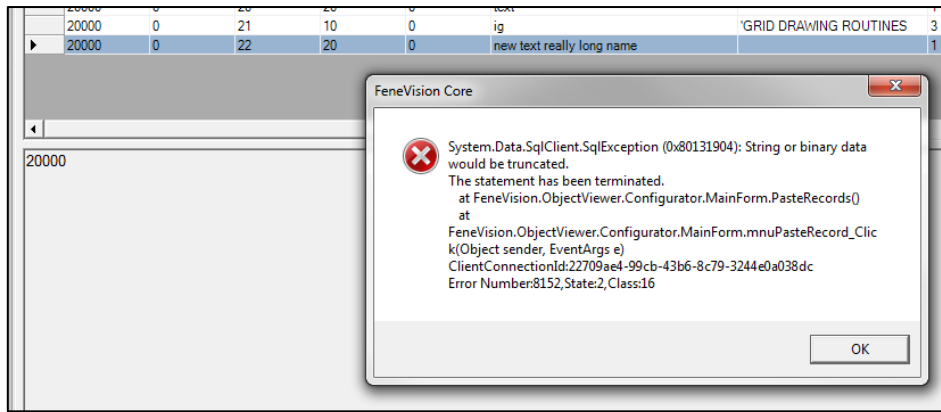 20000 0 21 10 0 ig 'GRID DRAWING ROUTINES 3
20000 0 22 20 0 new text really long name 1
FeneVision Core
20000
System.Data.SqlClient.SqlException (0x80131904): String or binary data
would be truncated.
The statement has been terminated.
at FeneVision.ObjectViewer.Configurator.MainForm.PasteRecords()
at
FeneVision.ObjectViewer.Configurator.MainForm.mnuPasteRecord_Clic
k(Object sender, EventArgs e)
ClientConnectionId:22709ae4-99cb-43b6-8c79-3244e0a038dc
Error Number:8152,State:2,Class:16
OK